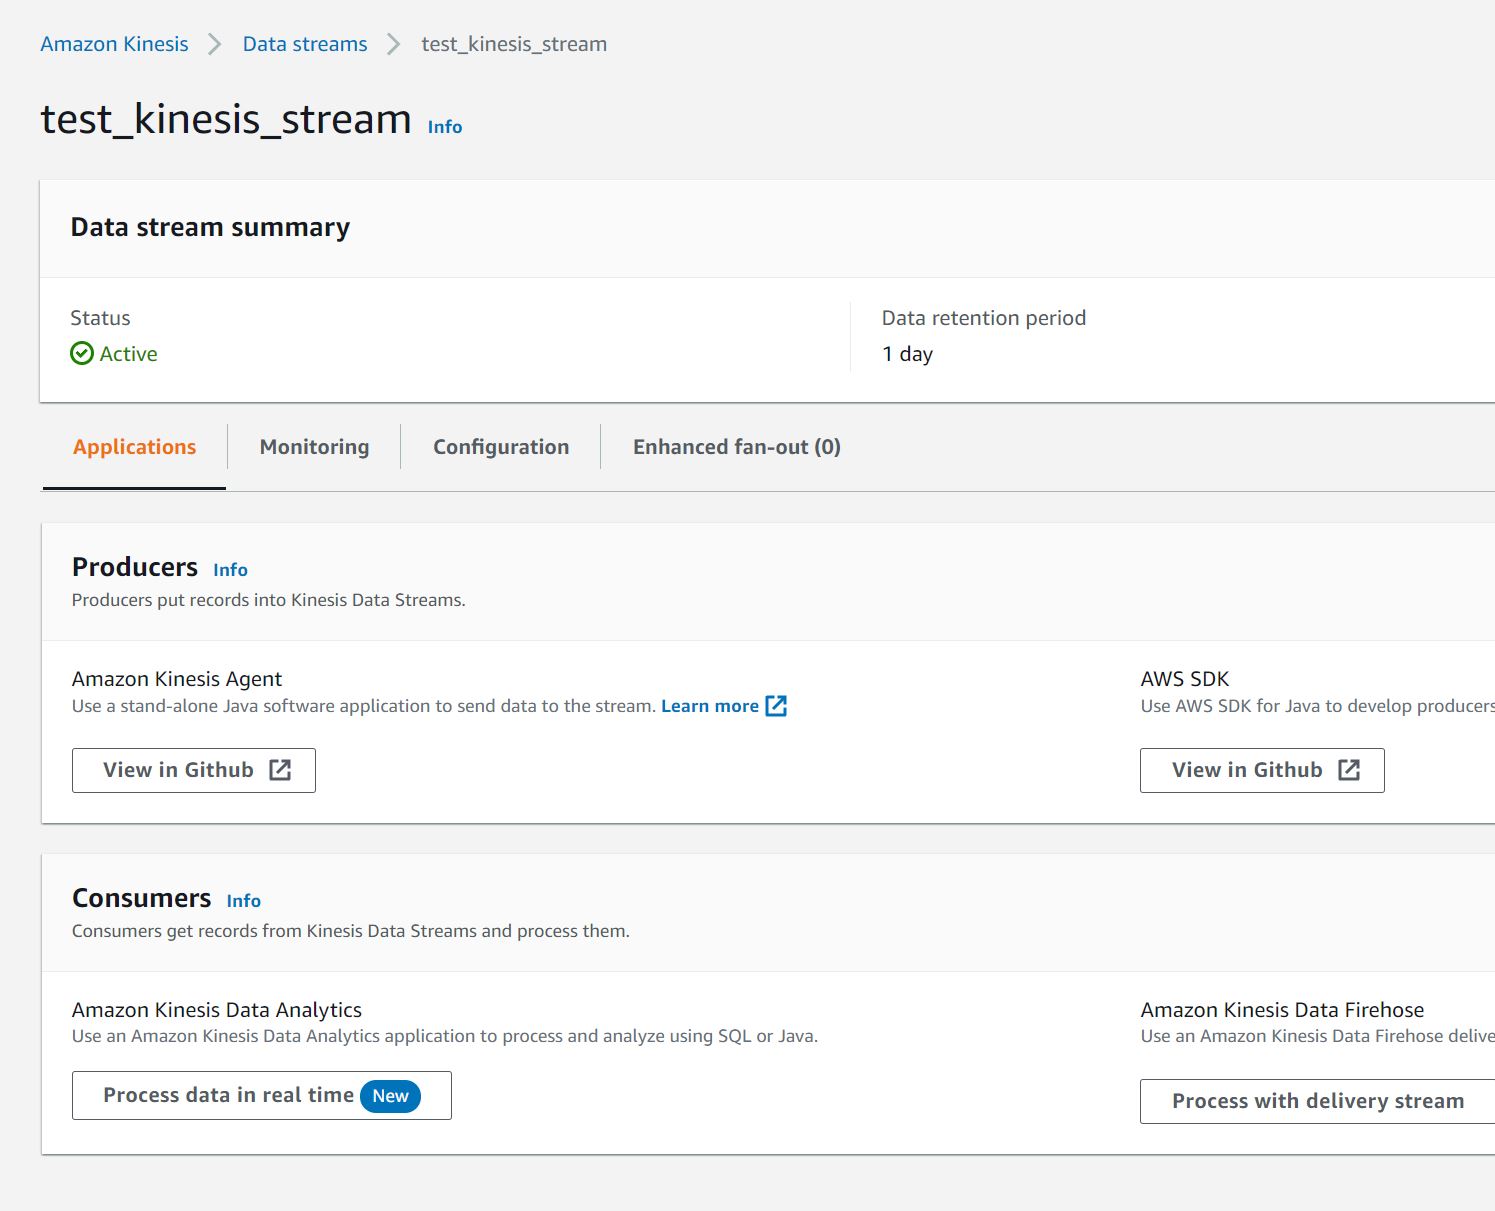 Amazon Kinesis > Data streams > test_kinesis_stream
test_kinesis_stream Info
Data stream summary
Status
Active
Data retention period
1 day
Applications Monitoring Configuration Enhanced fan-out (0)
Producers Info
Producers put records into Kinesis Data Streams.
Amazon Kinesis Agent
Use a stand-alone Java software application to send data to the stream. Learn more
View in Github
AWS SDK
Use AWS SDK for Java to develop producers
View in Github
Consumers Info
Consumers get records from Kinesis Data Streams and process them.
Amazon Kinesis Data Analytics
Use an Amazon Kinesis Data Analytics application to process and analyze using SQL or Java.
Process data in real time New
Amazon Kinesis Data Firehose
Use an Amazon Kinesis Data Firehose delive
Process with delivery stream